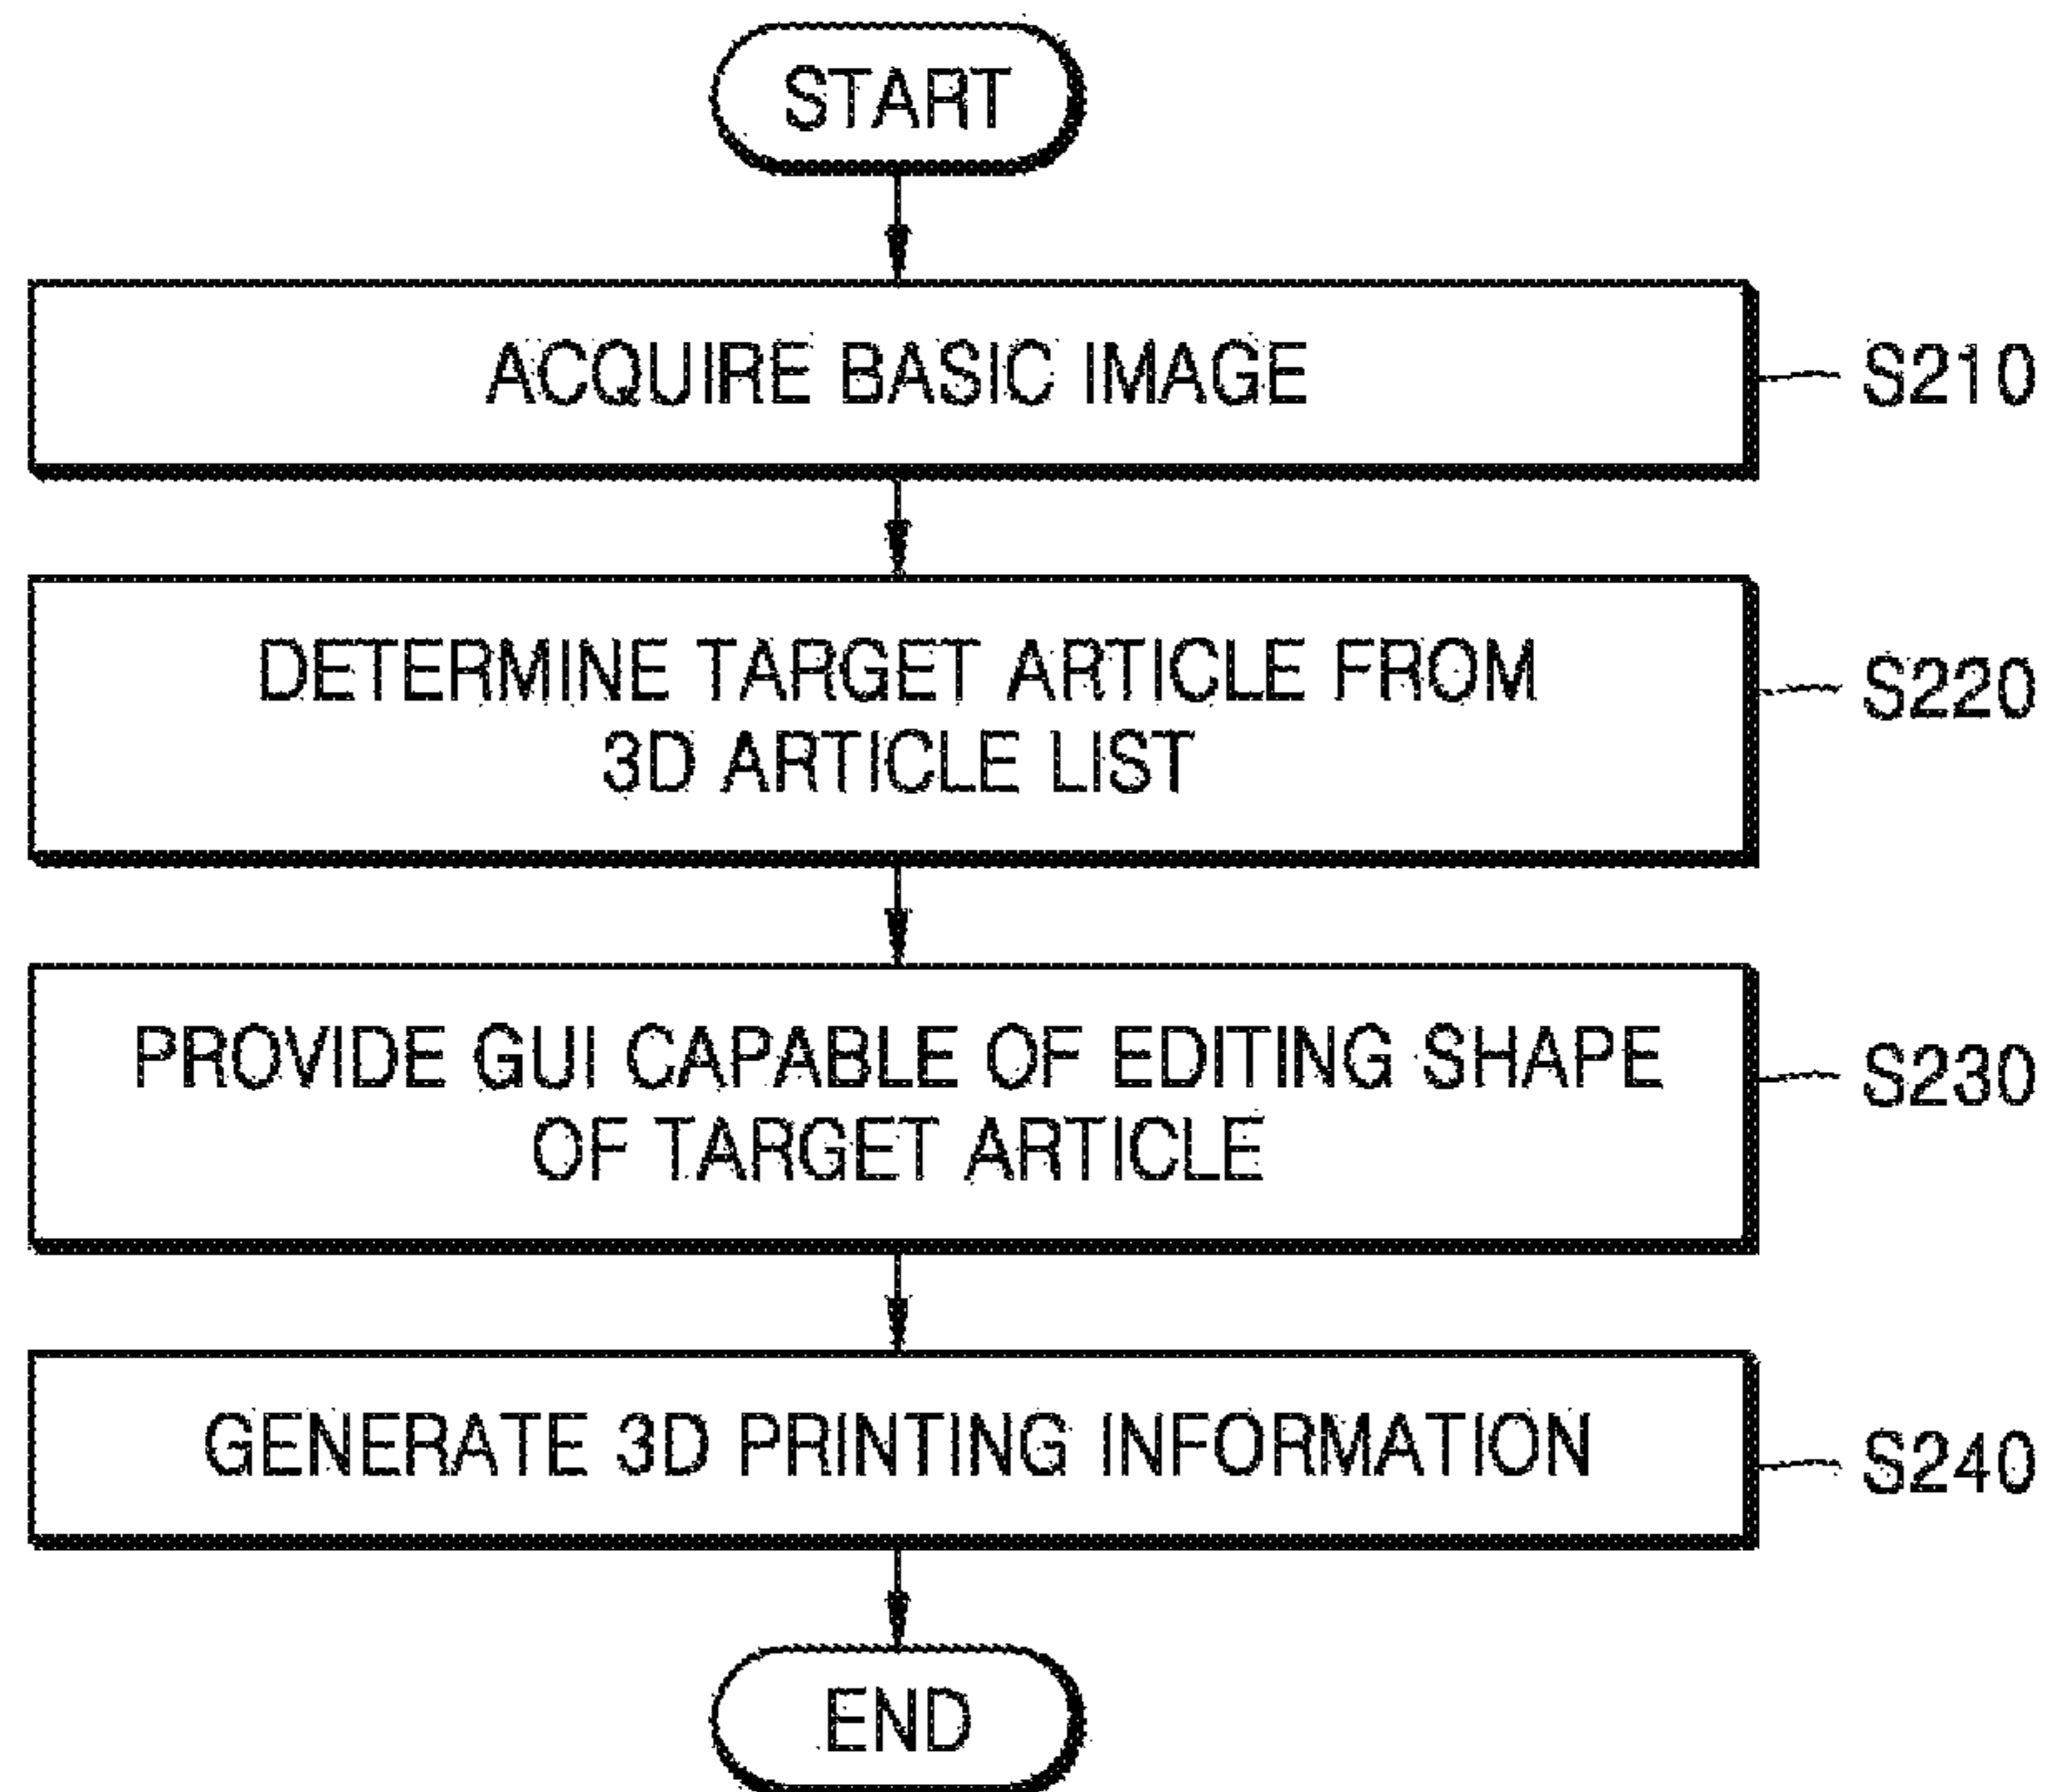 START
ACQUIRE BASIC IMAGE
S210
DETERMINE TARGET ARTICLE FROM
3D ARTICLE LIST
S220
PROVIDE GUI CAPABLE OF EDITING SHAPE
OF TARGET ARTICLE
S230
GENERATE 3D PRINTING INFORMATION
S240
END